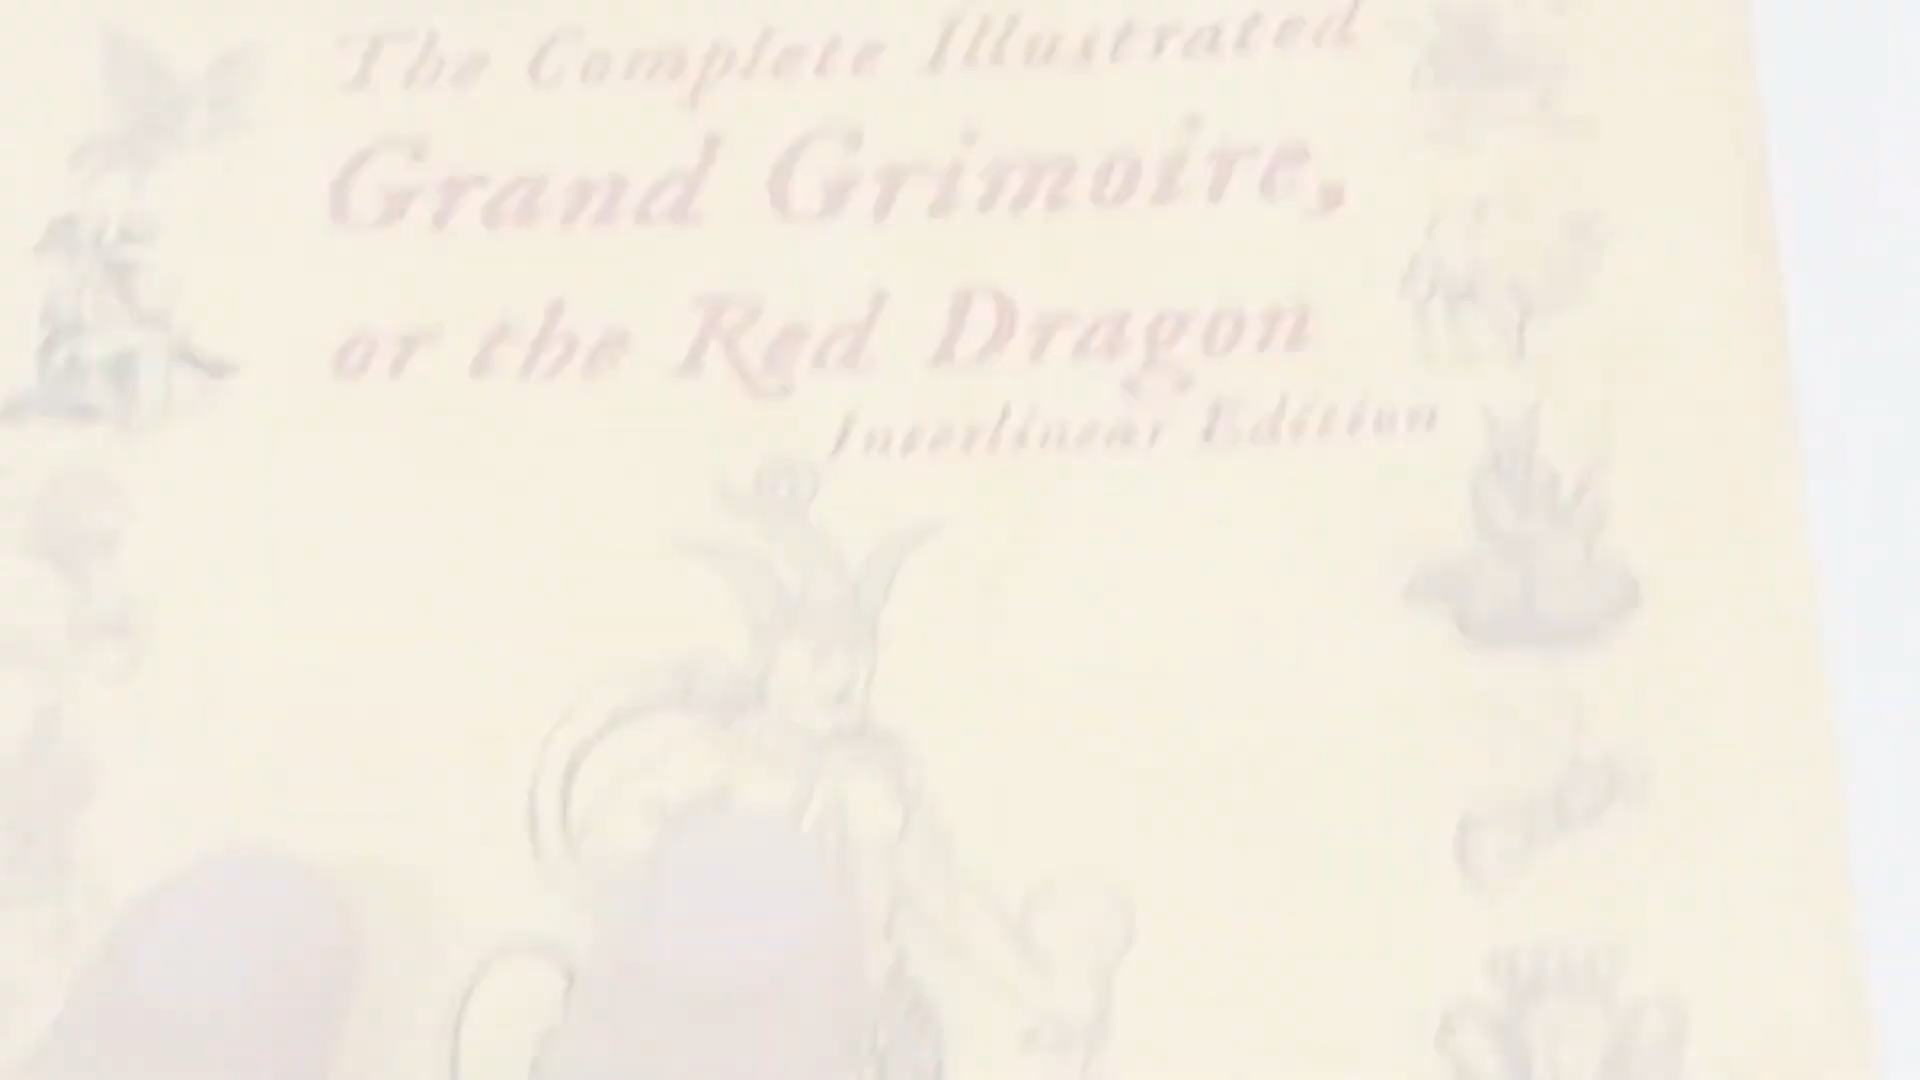 The Complete Illustrated
Grand Grimoire,
or the Red Dragon
Interlinear Edition